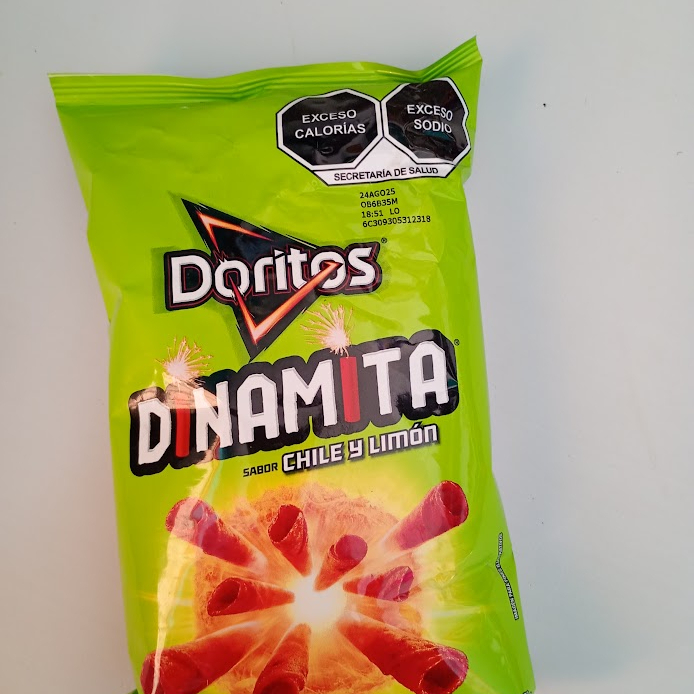 EXCESO
CALORÍAS
EXCESO
SODIO
SECRETARÍA DE SALUD
24AGO25
OB6B35M
18:51 LO
6C309305312318
Doritos®
DINAMITA®
SABOR CHILE Y LIMÓN